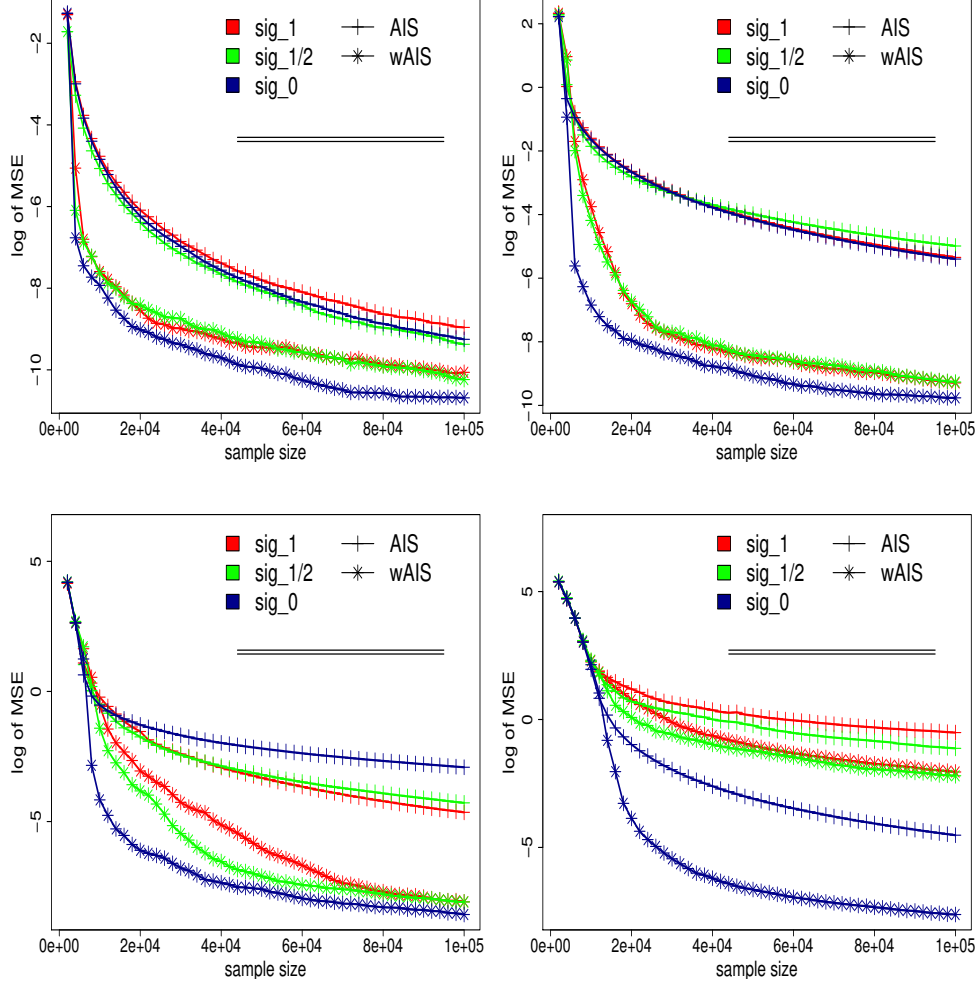 log of MSE
-2
-4
-6
-8
-10
sig_1
sig_1/2
sig_0
AIS
wAIS
0e+00 2e+04 4e+04 6e+04 8e+04 1e+05
sample size
log of MSE
2
0
-2
-4
-6
-8
-10
sig_1
sig_1/2
sig_0
AIS
wAIS
0e+00 2e+04 4e+04 6e+04 8e+04 1e+05
sample size
log of MSE
5
0
-5
sig_1
sig_1/2
sig_0
AIS
wAIS
0e+00 2e+04 4e+04 6e+04 8e+04 1e+05
sample size
log of MSE
5
0
-5
sig_1
sig_1/2
sig_0
AIS
wAIS
0e+00 2e+04 4e+04 6e+04 8e+04 1e+05
sample size